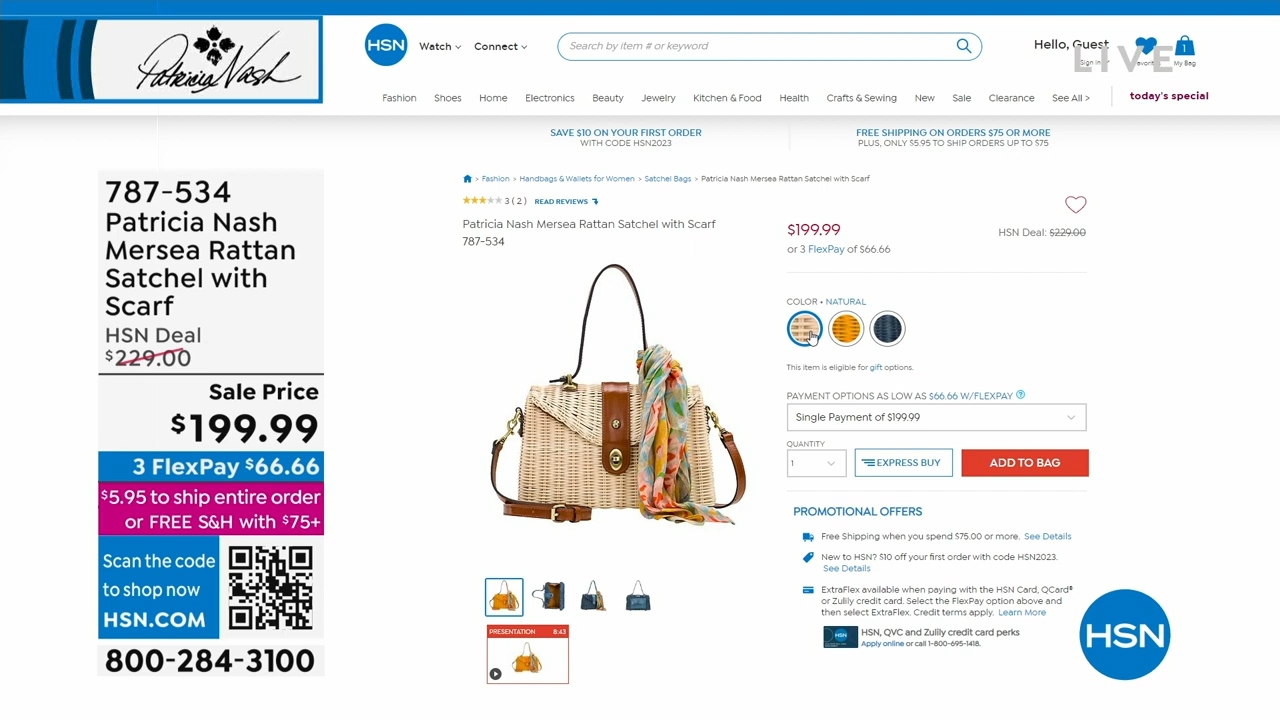 Patricia Nash
HSN
Watch
Connect
Search by item # or keyword
Hello, Guest
Sign In
Favorites
1
My Bag
LIVE
Fashion
Shoes
Home
Electronics
Beauty
Jewelry
Kitchen & Food
Health
Crafts & Sewing
New
Sale
Clearance
See All >
today's special
SAVE $10 ON YOUR FIRST ORDER
WITH CODE HSN2023
FREE SHIPPING ON ORDERS $75 OR MORE
PLUS, ONLY $5.95 TO SHIP ORDERS UP TO $75
787-534
Patricia Nash
Mersea Rattan
Satchel with
Scarf
HSN Deal
$229.00
Sale Price
$199.99
3 FlexPay $66.66
$5.95 to ship entire order
or FREE S&H with $75+
Scan the code
to shop now
HSN.COM
800-284-3100
> Fashion > Handbags & Wallets for Women > Satchel Bags > Patricia Nash Mersea Rattan Satchel with Scarf
3 ( 2 ) READ REVIEWS
Patricia Nash Mersea Rattan Satchel with Scarf
787-534
PRESENTATION 8:43
$199.99
HSN Deal: $229.00
or 3 FlexPay of $66.66
COLOR • NATURAL
This item is eligible for gift options.
PAYMENT OPTIONS AS LOW AS $66.66 W/FLEXPAY ?
Single Payment of $199.99
QUANTITY
1
EXPRESS BUY
ADD TO BAG
PROMOTIONAL OFFERS
Free Shipping when you spend $75.00 or more. See Details
New to HSN? $10 off your first order with code HSN2023.
See Details
ExtraFlex available when paying with the HSN Card, QCard®
or Zulily credit card. Select the FlexPay option above and
then select ExtraFlex. Credit terms apply. Learn More
HSN, QVC and Zulily credit card perks
Apply online or call 1-800-695-1418.
HSN